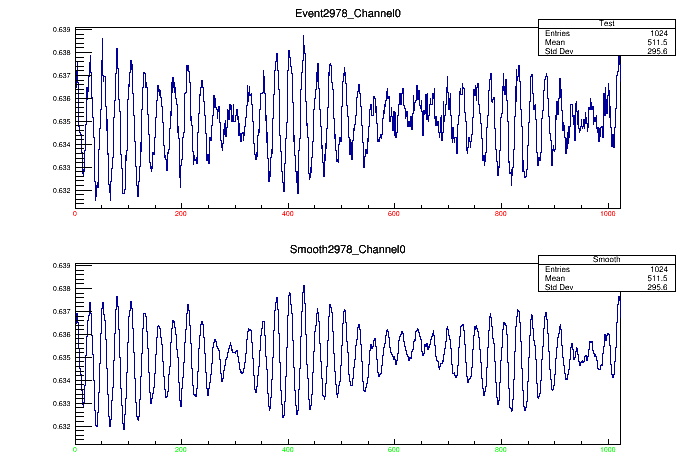 Event2978_Channel0
Test
Entries 1024
Mean 511.5
Std Dev 295.6
0.639
0.638
0.637
0.636
0.635
0.634
0.633
0.632
0 200 400 600 800 1000
Smooth2978_Channel0
Smooth
Entries 1024
Mean 511.5
Std Dev 295.6
0.639
0.638
0.637
0.636
0.635
0.634
0.633
0.632
0 200 400 600 800 1000